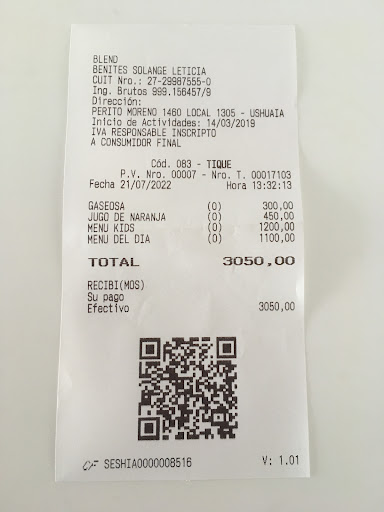 BLEND
BENITES SOLANGE LETICIA
CUIT Nro.: 27-29987555-0
Ing. Brutos 999.156457/9
Dirección:
PERITO MORENO 1460 LOCAL 1305 - USHUAIA
Inicio de Actividades: 14/03/2019
IVA RESPONSABLE INSCRIPTO
A CONSUMIDOR FINAL
Cód. 083 - TIQUE
P.V. Nro. 00007 - Nro. T. 00017103
Fecha 21/07/2022 Hora 13:32:13
GASEOSA (0) 300,00
JUGO DE NARANJA (0) 450,00
MENU KIDS (0) 1200,00
MENU DEL DIA (0) 1100,00
TOTAL 3050,00
RECIBI(MOS)
Su pago
Efectivo 3050,00
CF SESHIA0000008516 V: 1.01